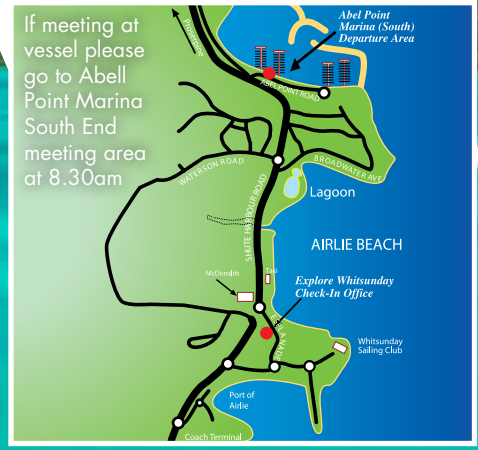 If meeting at
vessel please
go to Abell
Point Marina
South End
meeting area
at 8.30am
Proserpine
Abel Point
Marina (South)
Departure Area
ABEL POINT ROAD
WATERSON ROAD
BROADWATER AVE
SHUTE HARBOUR ROAD
Lagoon
AIRLIE BEACH
McDonalds
Taxi
Explore Whitsunday
Check-In Office
ESPLANADE
Whitsunday
Sailing Club
Port of
Airlie
Coach Terminal